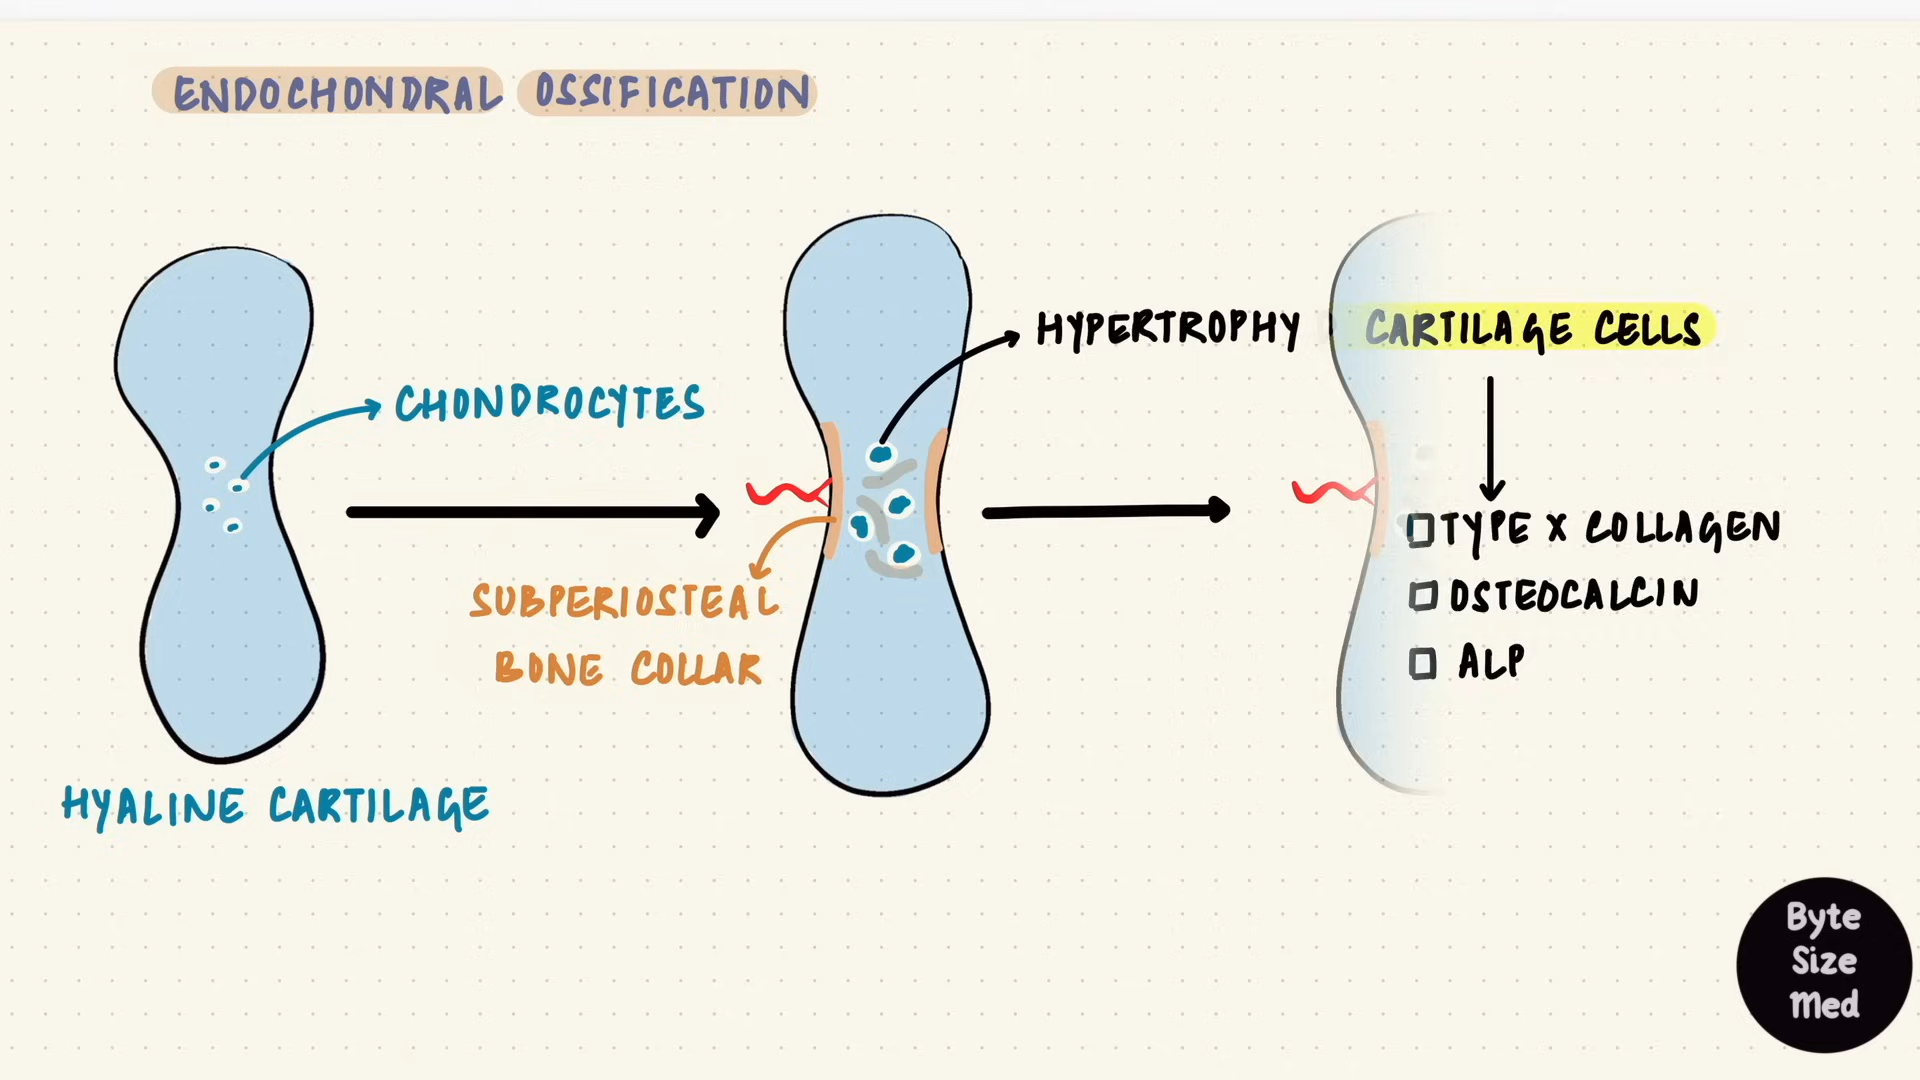 ENDOCHONDRAL OSSIFICATION
HYPERTROPHY CARTILAGE CELLS
CHONDROCYTES
TYPE X COLLAGEN
SUBPERIOSTEAL
BONE COLLAR
OSTEOCALCIN
ALP
HYALINE CARTILAGE
Byte
Size
Med